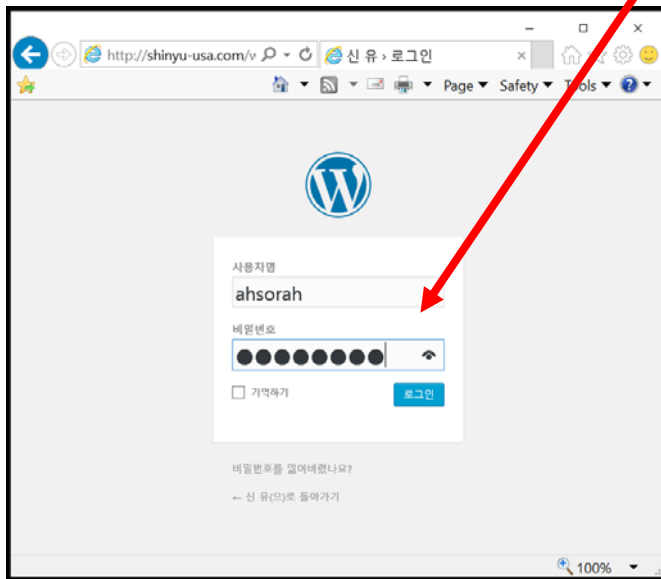 http://shinyu-usa.com/v
신 유 › 로그인
Page Safety Tools
사용자명
ahsorah
비밀번호
●●●●●●●●
기억하기
로그인
비밀번호를 잃어버렸나요?
← 신 유(으)로 돌아가기
100%